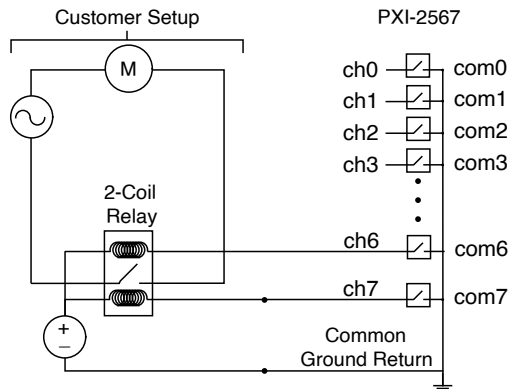 Customer Setup
PXI-2567
M
ch0
com0
ch1
com1
ch2
com2
ch3
com3
2-Coil
Relay
ch6
com6
ch7
com7
+
−
Common
Ground Return